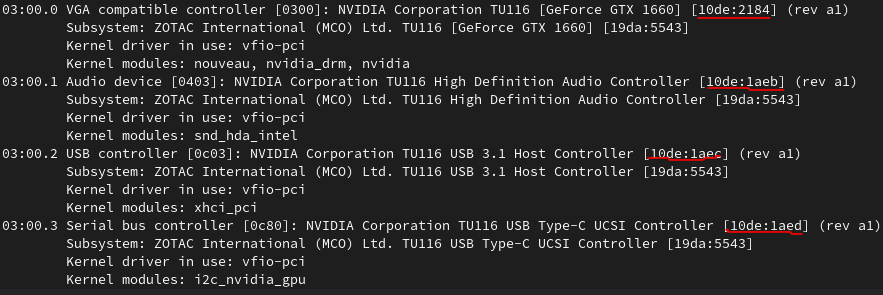 03:00.0 VGA compatible controller [0300]: NVIDIA Corporation TU116 [GeForce GTX 1660] [10de:2184] (rev a1)
Subsystem: ZOTAC International (MCO) Ltd. TU116 [GeForce GTX 1660] [19da:5543]
Kernel driver in use: vfio-pci
Kernel modules: nouveau, nvidia_drm, nvidia
03:00.1 Audio device [0403]: NVIDIA Corporation TU116 High Definition Audio Controller [10de:1aeb] (rev a1)
Subsystem: ZOTAC International (MCO) Ltd. TU116 High Definition Audio Controller [19da:5543]
Kernel driver in use: vfio-pci
Kernel modules: snd_hda_intel
03:00.2 USB controller [0c03]: NVIDIA Corporation TU116 USB 3.1 Host Controller [10de:1aec] (rev a1)
Subsystem: ZOTAC International (MCO) Ltd. TU116 USB 3.1 Host Controller [19da:5543]
Kernel driver in use: vfio-pci
Kernel modules: xhci_pci
03:00.3 Serial bus controller [0c80]: NVIDIA Corporation TU116 USB Type-C UCSI Controller [10de:1aed] (rev a1)
Subsystem: ZOTAC International (MCO) Ltd. TU116 USB Type-C UCSI Controller [19da:5543]
Kernel driver in use: vfio-pci
Kernel modules: i2c_nvidia_gpu